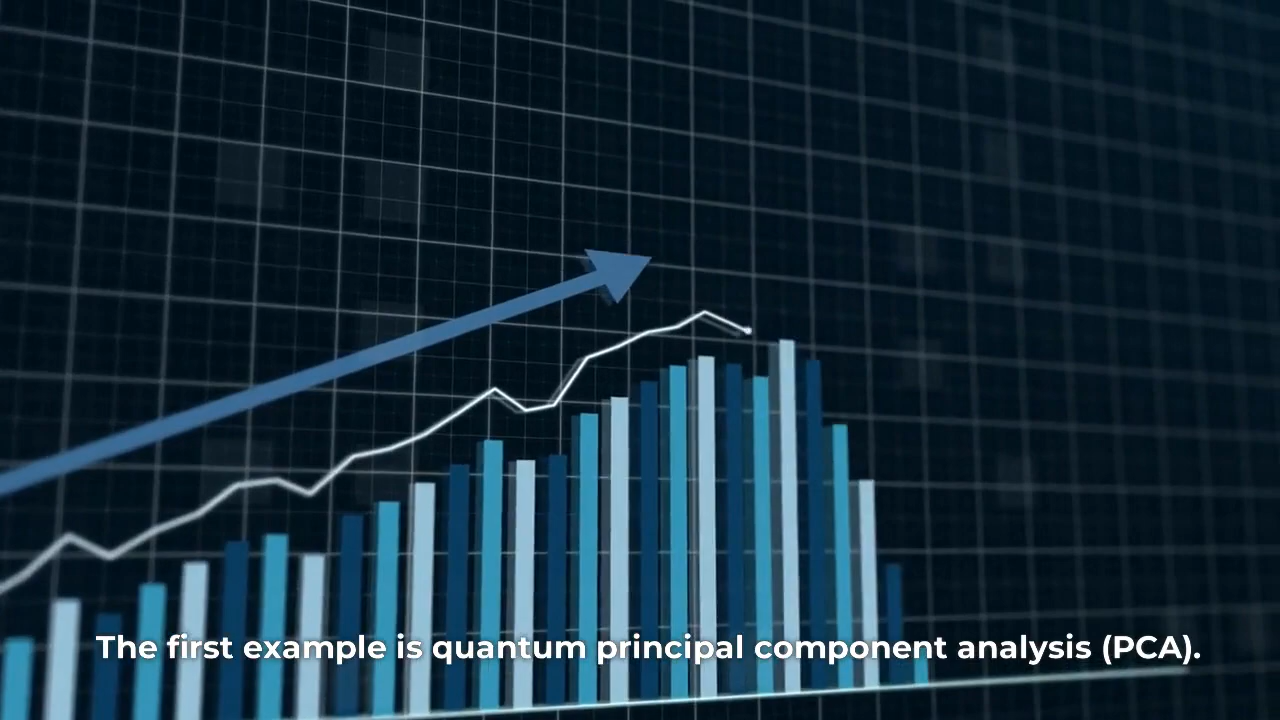 The first example is quantum principal component analysis (PCA).